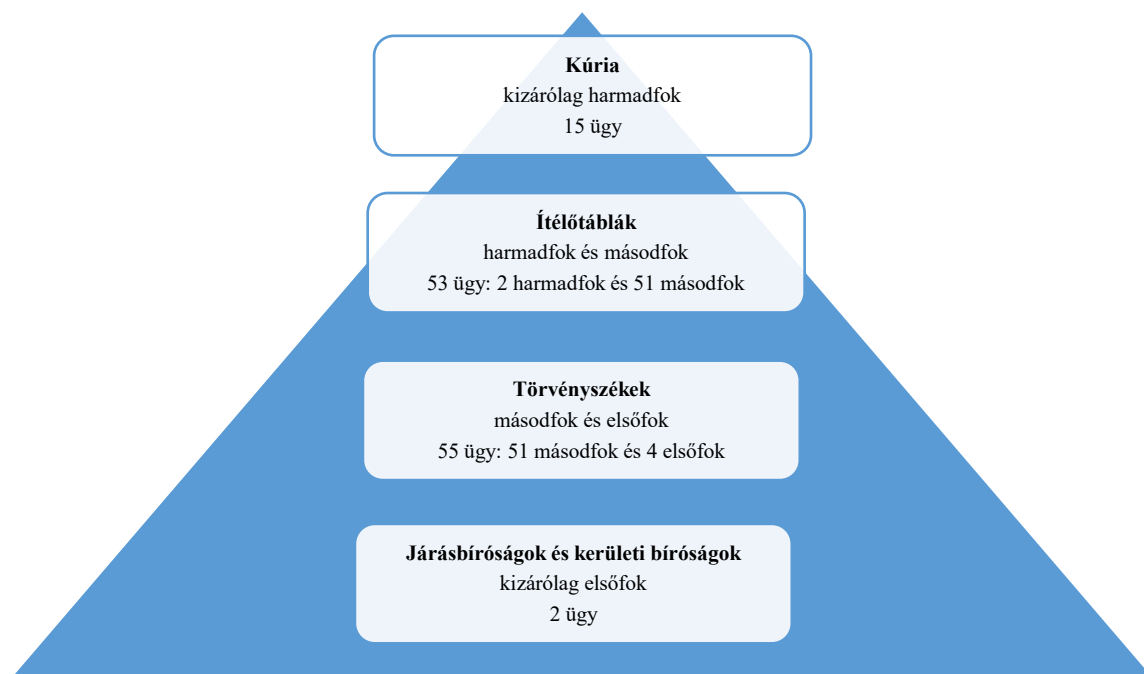 Kúria
kizárólag harmadfok
15 ügy
Ítélőtáblák
harmadfok és másodfok
53 ügy: 2 harmadfok és 51 másodfok
Törvényszékek
másodfok és elsőfok
55 ügy: 51 másodfok és 4 elsőfok
Járásbíróságok és kerületi bíróságok
kizárólag elsőfok
2 ügy